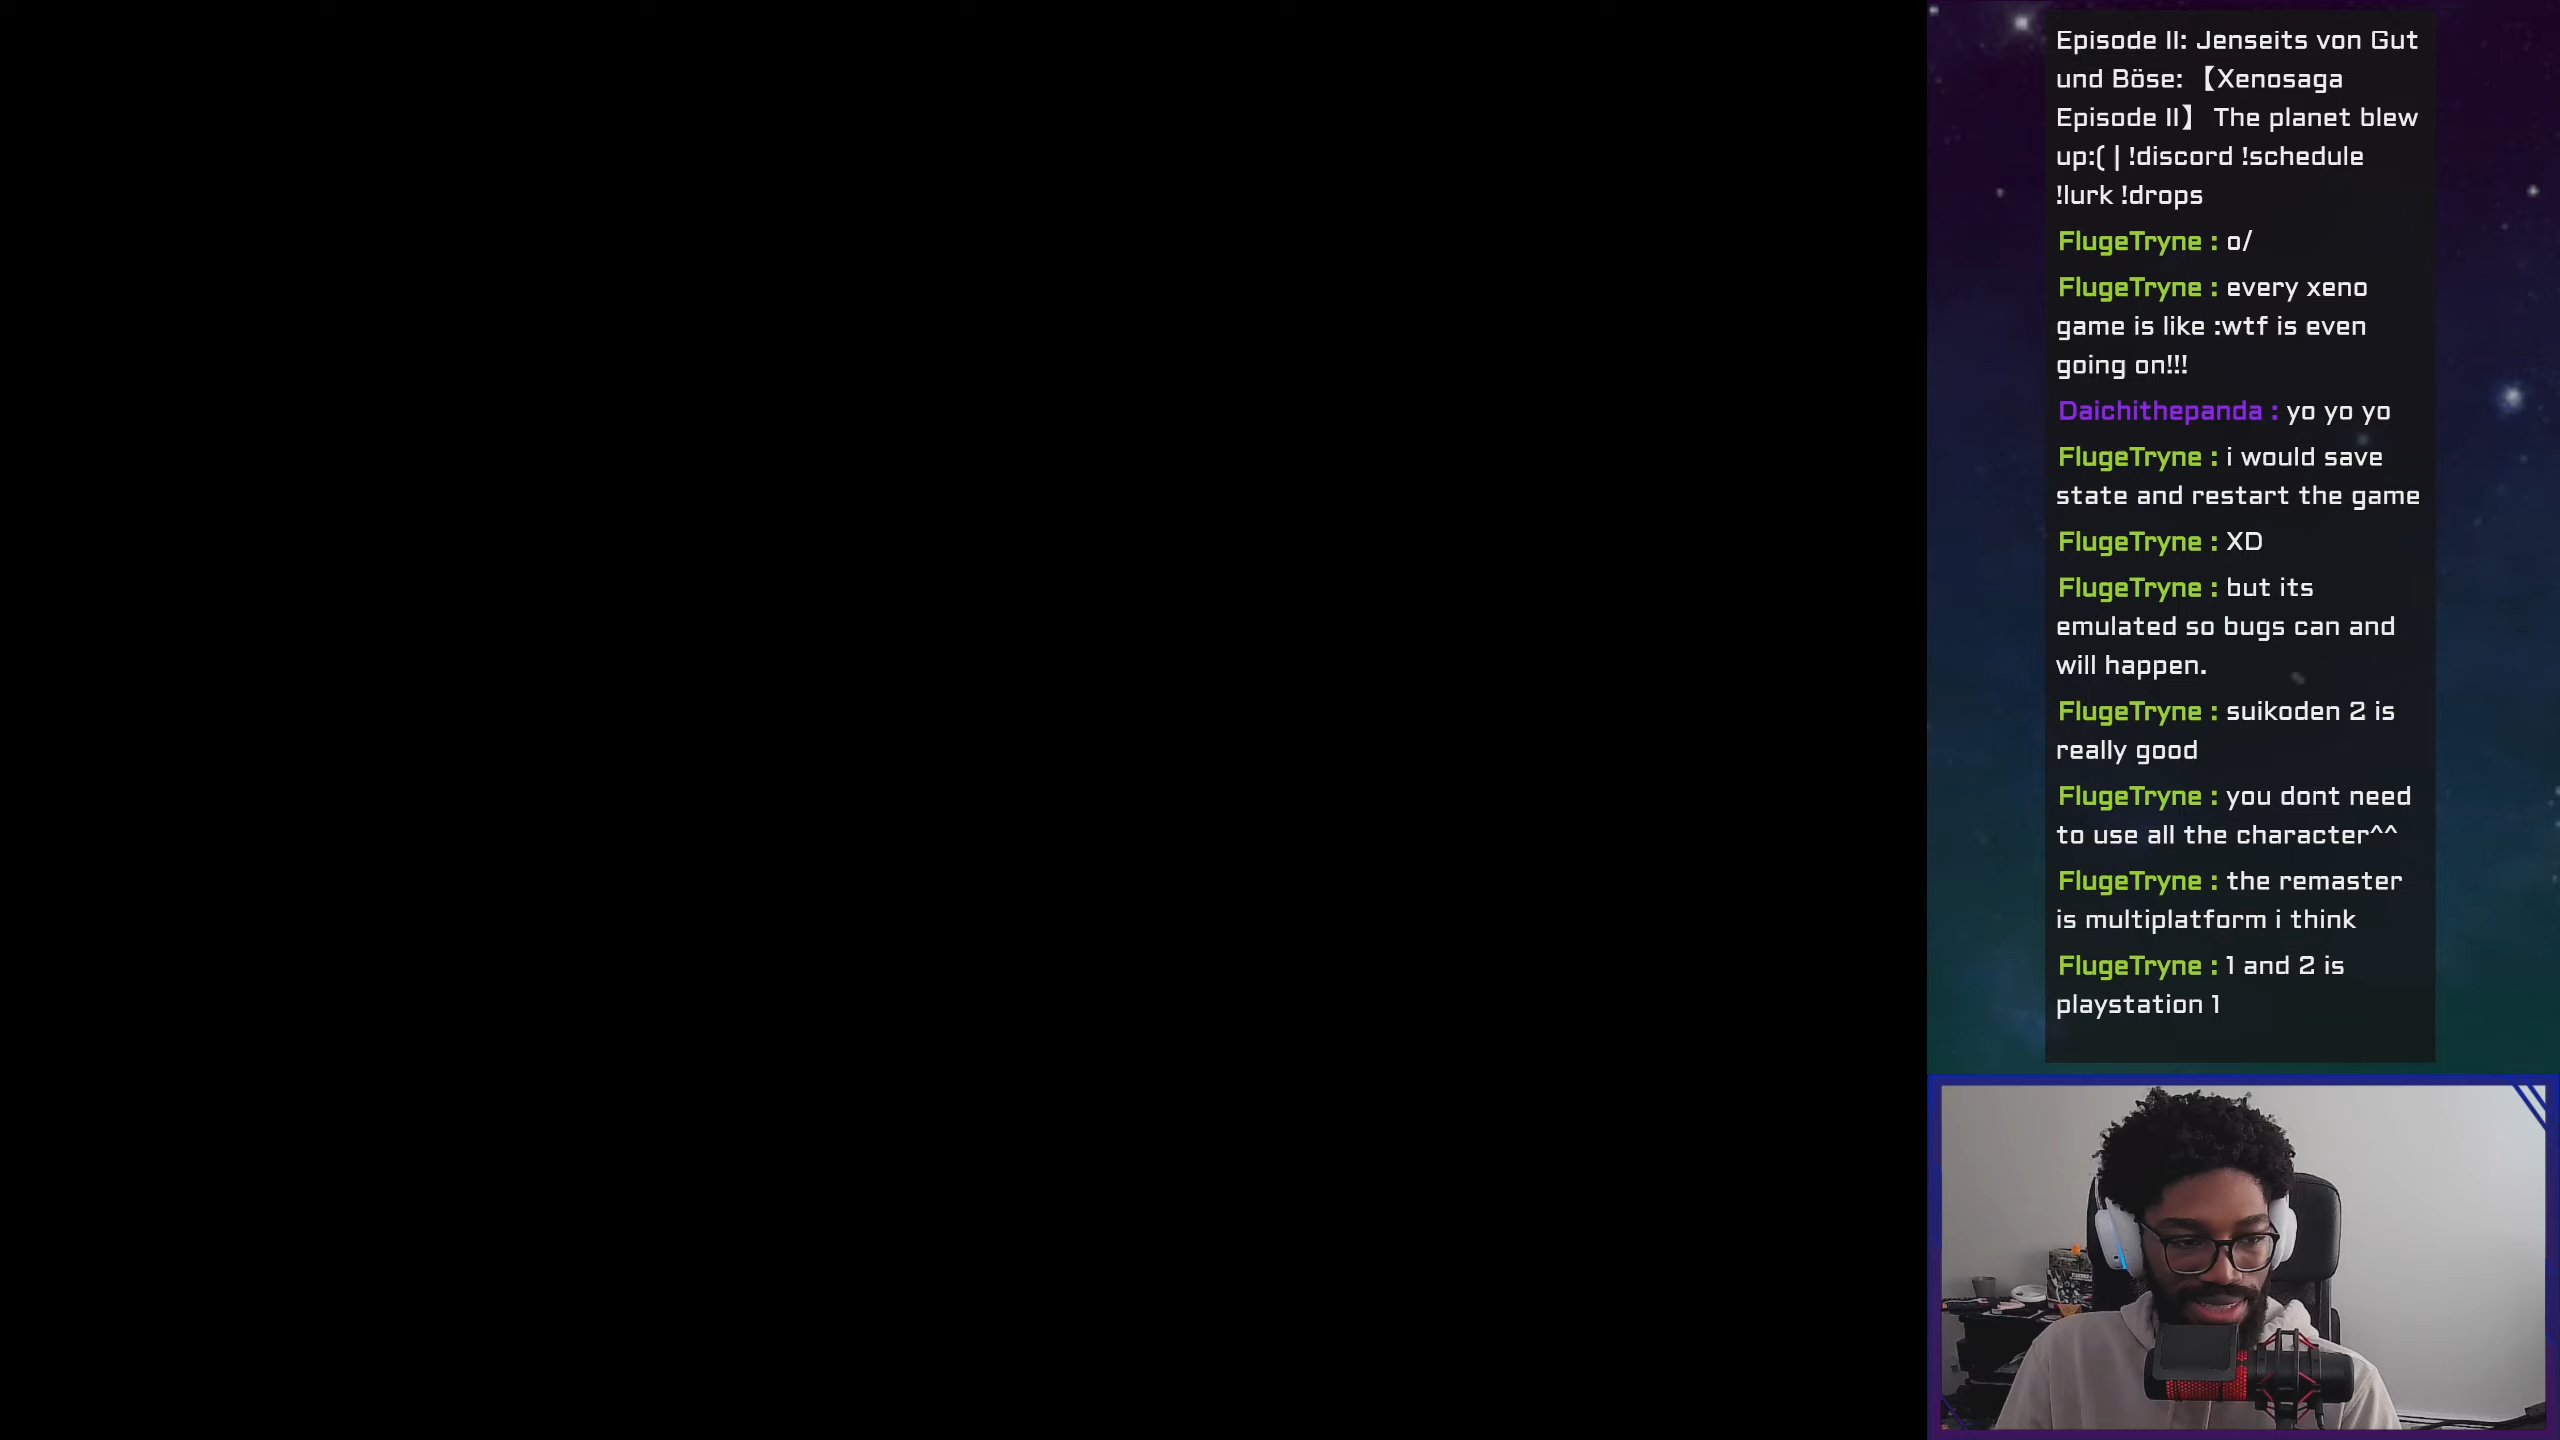 Episode II: Jenseits von Gut
und Böse: 【Xenosaga
Episode II】 The planet blew
up:( | !discord !schedule
!lurk !drops
FlugeTryne : o/
FlugeTryne : every xeno
game is like :wtf is even
going on!!!
Daichithepanda : yo yo yo
FlugeTryne : i would save
state and restart the game
FlugeTryne : XD
FlugeTryne : but its
emulated so bugs can and
will happen.
FlugeTryne : suikoden 2 is
really good
FlugeTryne : you dont need
to use all the character^^
FlugeTryne : the remaster
is multiplatform i think
FlugeTryne : 1 and 2 is
playstation 1